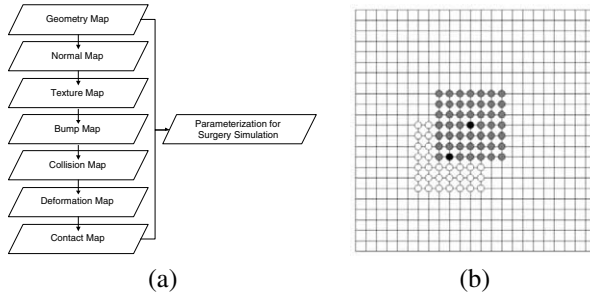 Geometry Map
Normal Map
Texture Map
Bump Map
Collision Map
Deformation Map
Contact Map
Parameterization for
Surgery Simulation
(a)
(b)